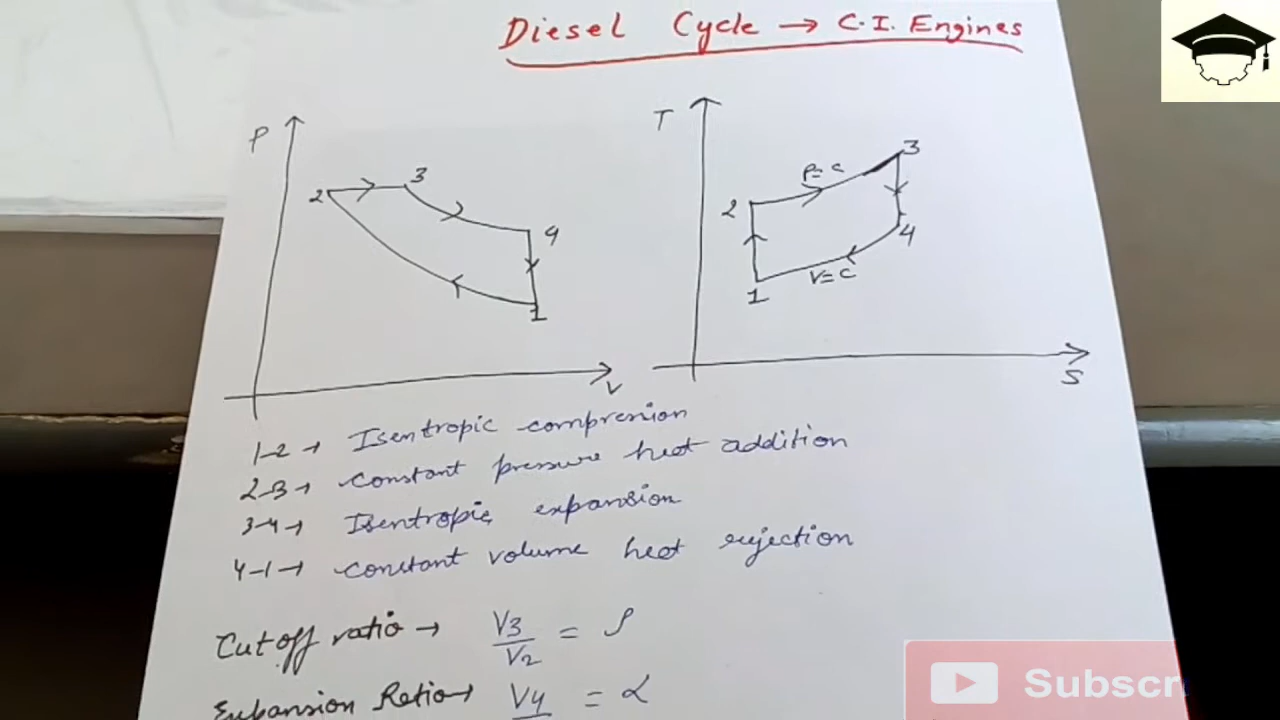 Diesel Cycle → C.I. Engines
P
2
3
4
1
V
T
2
P=C
3
4
V=C
1
S
1-2 → Isentropic compression
2-3 → constant pressure heat addition
3-4 → Isentropic expansion
4-1 → constant volume heat rejection
Cut off ratio → V3/V2 = ρ
Expansion Ratio → V4 = α
Subscri